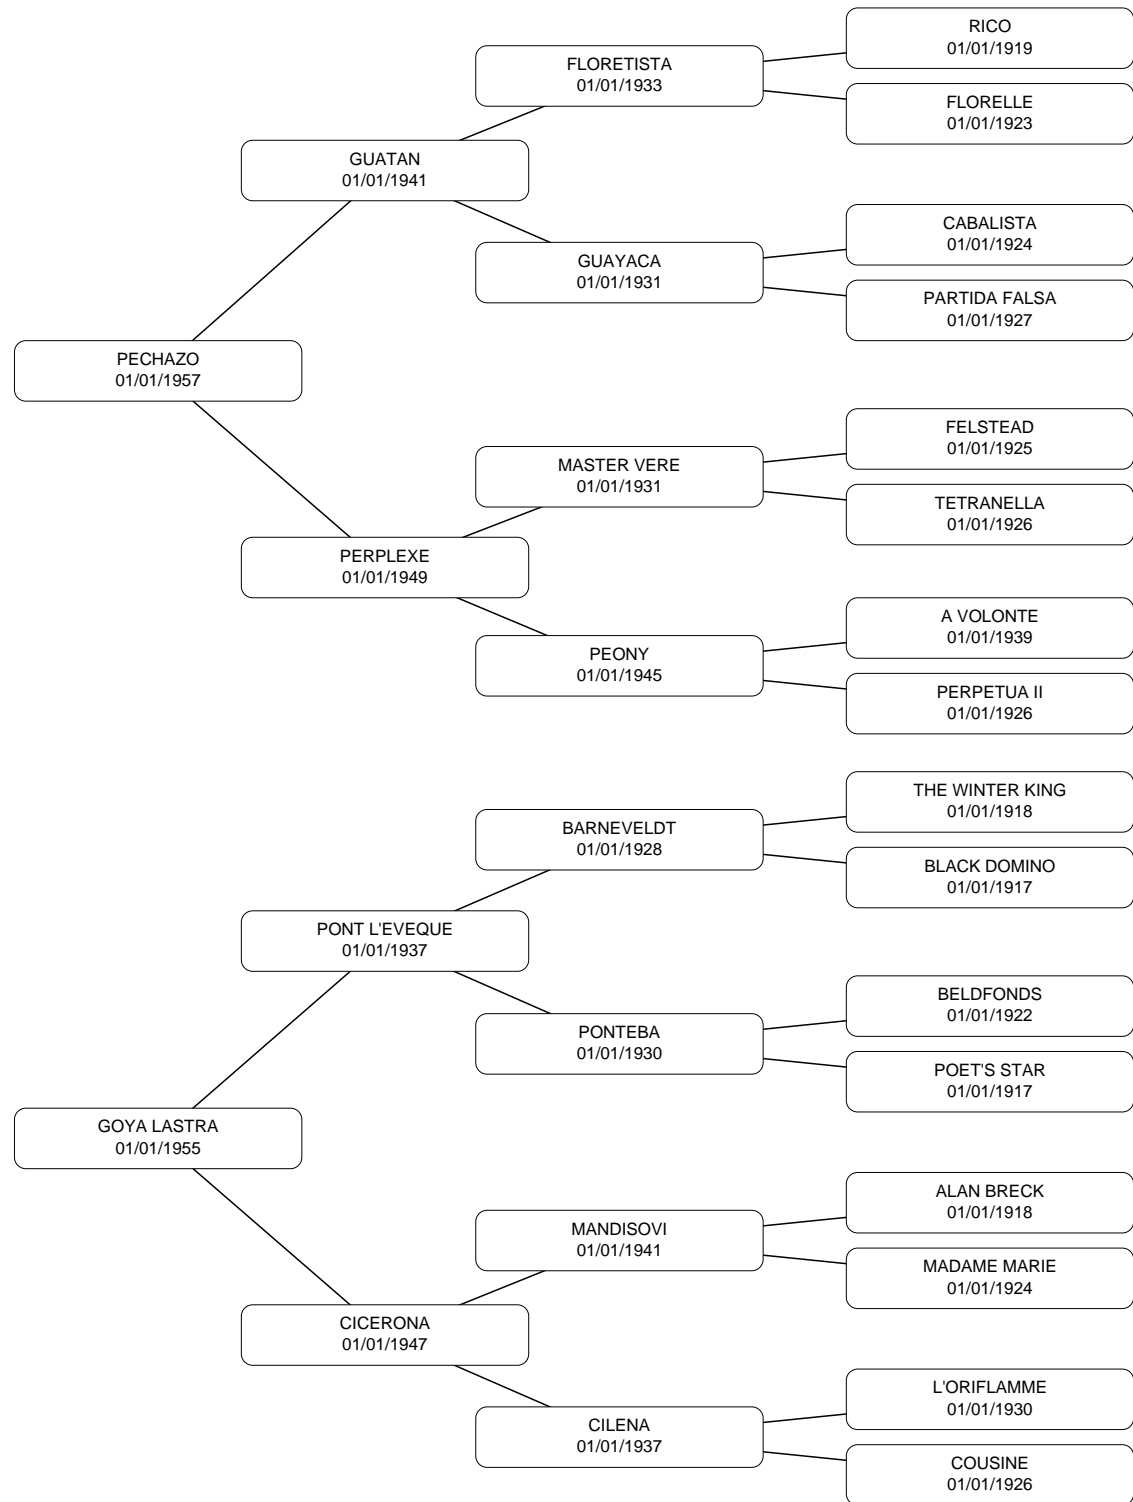 RICO
01/01/1919
FLORETISTA
01/01/1933
FLORELLE
01/01/1923
GUATAN
01/01/1941
CABALISTA
01/01/1924
GUAYACA
01/01/1931
PARTIDA FALSA
01/01/1927
PECHAZO
01/01/1957
FELSTEAD
01/01/1925
MASTER VERE
01/01/1931
TETRANELLA
01/01/1926
PERPLEXE
01/01/1949
A VOLONTE
01/01/1939
PEONY
01/01/1945
PERPETUA II
01/01/1926
THE WINTER KING
01/01/1918
BARNEVELDT
01/01/1928
BLACK DOMINO
01/01/1917
PONT L'EVEQUE
01/01/1937
BELDFONDS
01/01/1922
PONTEBA
01/01/1930
POET'S STAR
01/01/1917
GOYA LASTRA
01/01/1955
ALAN BRECK
01/01/1918
MANDISOVI
01/01/1941
MADAME MARIE
01/01/1924
CICERONA
01/01/1947
L'ORIFLAMME
01/01/1930
CILENA
01/01/1937
COUSINE
01/01/1926